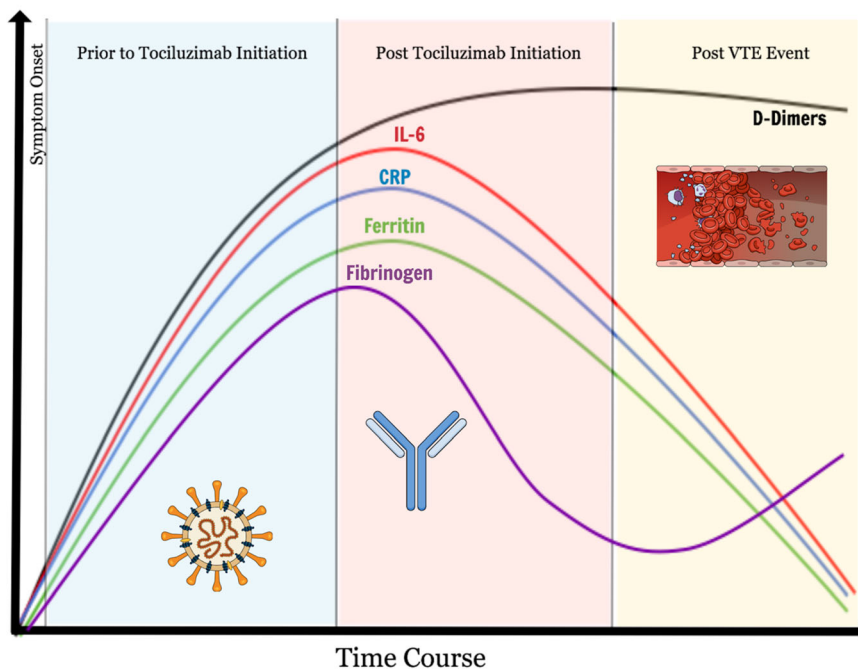 Symptom Onset
Prior to Tociluzimab Initiation
Post Tociluzimab Initiation
Post VTE Event
D-Dimers
IL-6
CRP
Ferritin
Fibrinogen
Time Course